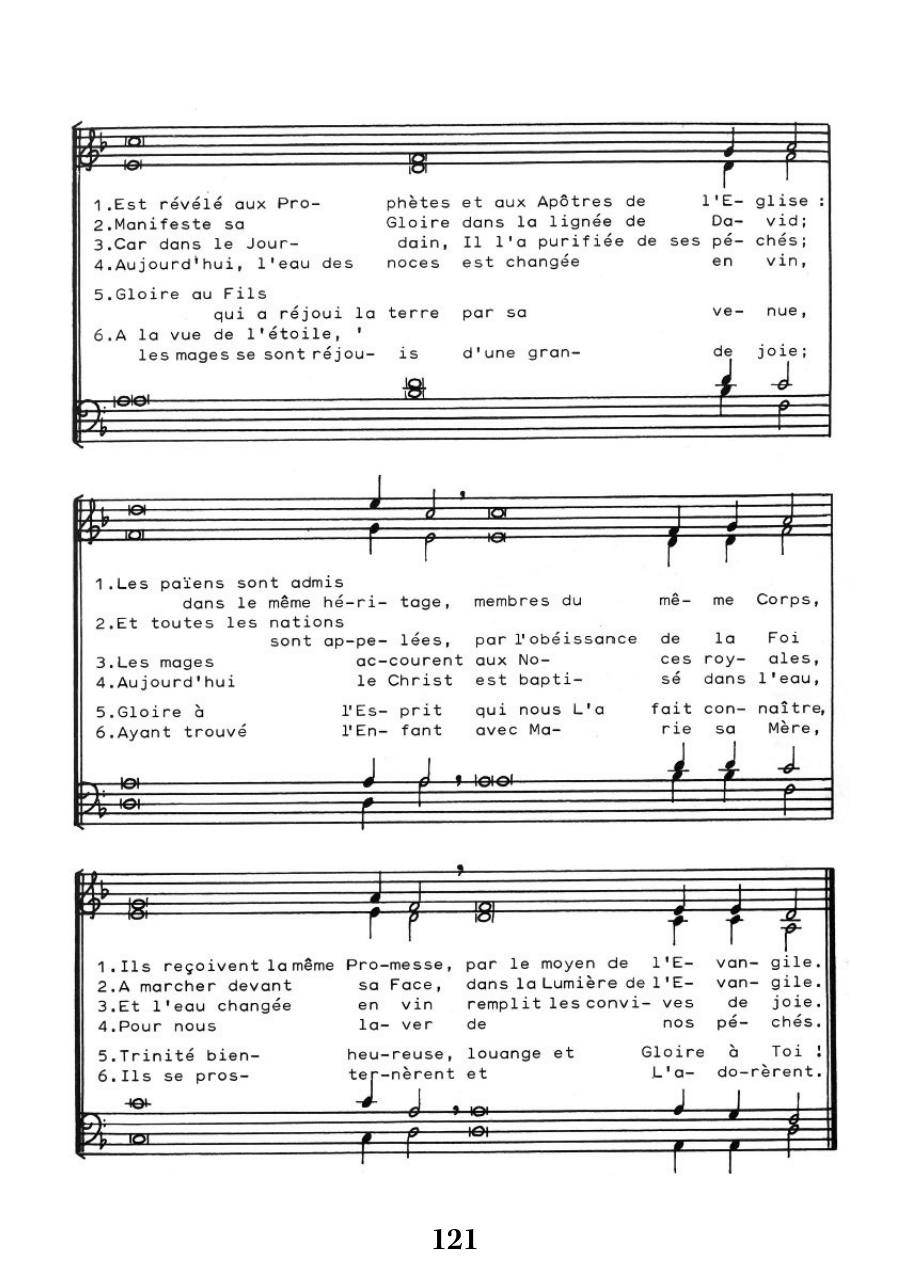 1.Est révélé aux Pro- phètes et aux Apôtres de l'E- glise :
2.Manifeste sa Gloire dans la lignée de Da- vid;
3.Car dans le Jour- dain, Il l'a purifiée de ses pé- chés;
4.Aujourd'hui, l'eau des noces est changée en vin,
5.Gloire au Fils
qui a réjoui la terre par sa ve- nue,
6.A la vue de l'étoile, '
les mages se sont réjou- is d'une gran- de joie;
1.Les païens sont admis
dans le même hé-ri- tage, membres du mê- me Corps,
2.Et toutes les nations
sont ap-pe- lées, par l'obéissance de la Foi
3.Les mages ac-courent aux No- ces roy- ales,
4.Aujourd'hui le Christ est bapti- sé dans l'eau,
5.Gloire à l'Es- prit qui nous L'a fait con- naître,
6.Ayant trouvé l'En- fant avec Ma- rie sa Mère,
1.Ils reçoivent la même Pro-messe, par le moyen de l'E- van- gile.
2.A marcher devant sa Face, dans la Lumière de l'E- van- gile.
3.Et l'eau changée en vin remplit les convi- ves de joie.
4.Pour nous la- ver de nos pé- chés.
5.Trinité bien- heu-reuse, louange et Gloire à Toi !
6.Ils se pros- ter-nèrent et L'a- do-rèrent.
121